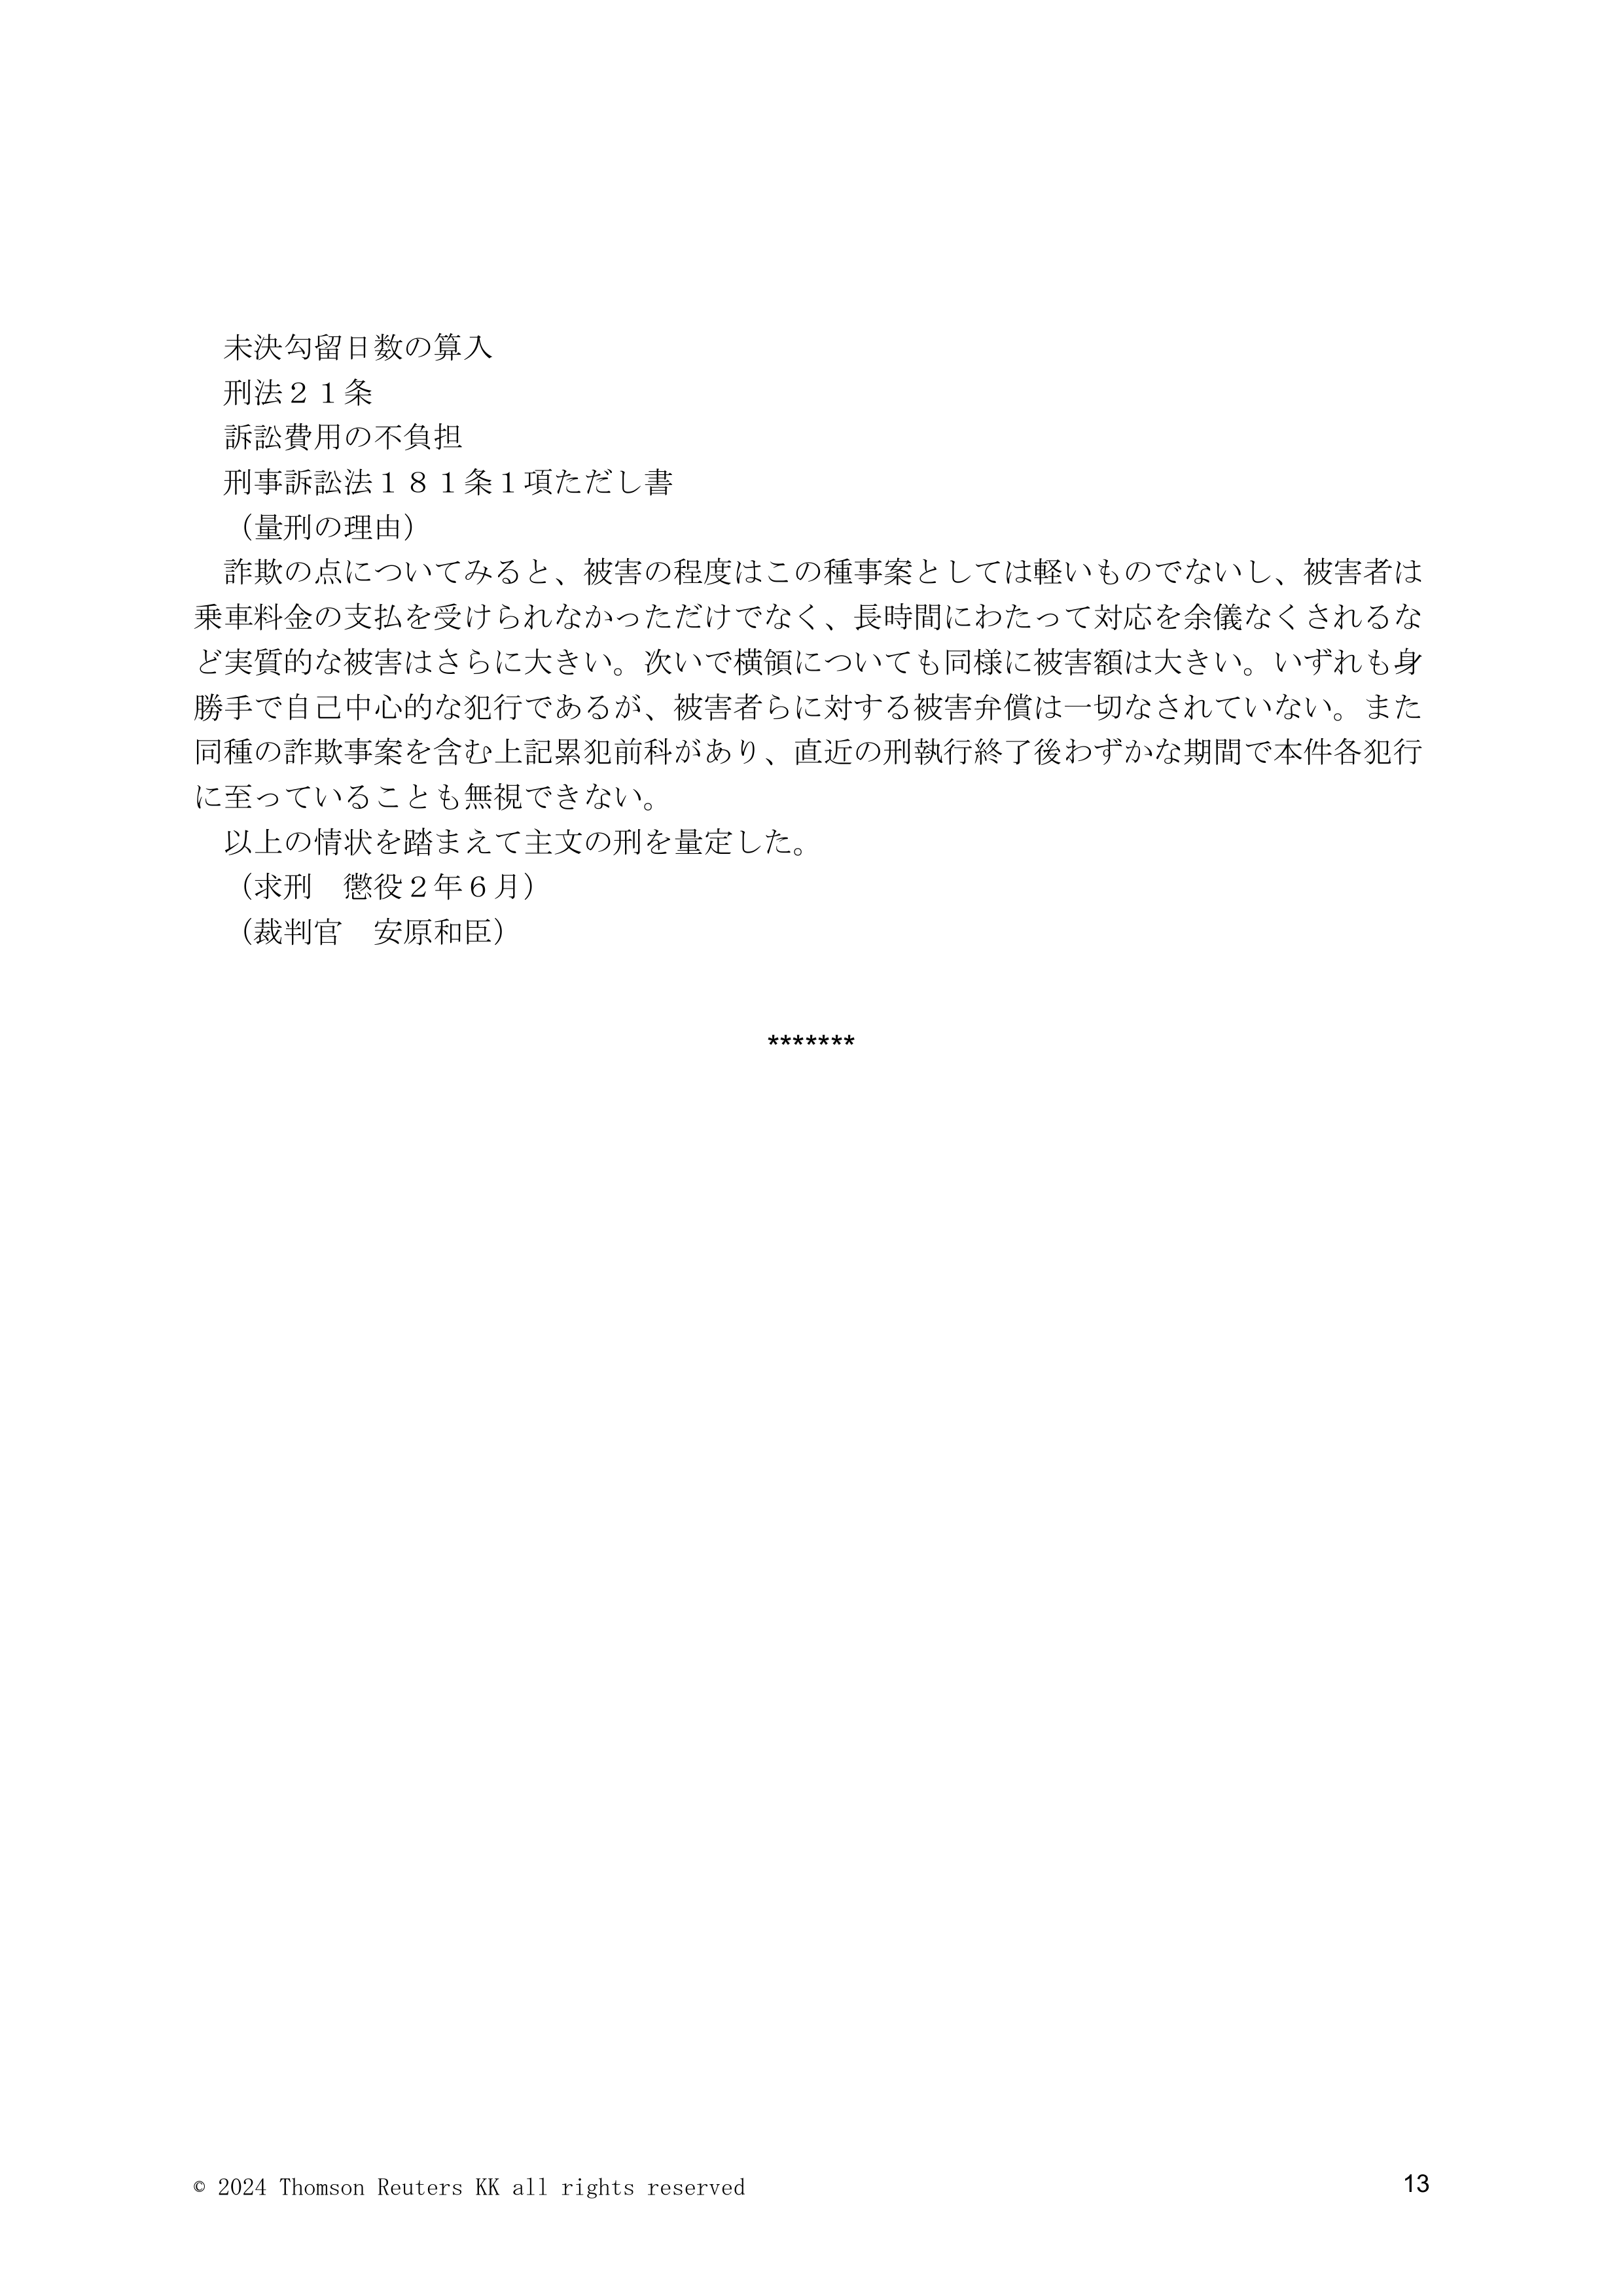 未決勾留日数の算入
刑法２１条
訴訟費用の不負担
刑事訴訟法１８１条１項ただし書
（量刑の理由）
詐欺の点についてみると、被害の程度はこの種事案としては軽いものでないし、被害者は
乗車料金の支払を受けられなかっただけでなく、長時間にわたって対応を余儀なくされるな
ど実質的な被害はさらに大きい。次いで横領についても同様に被害額は大きい。いずれも身
勝手で自己中心的な犯行であるが、被害者らに対する被害弁償は一切なされていない。また
同種の詐欺事案を含む上記累犯前科があり、直近の刑執行終了後わずかな期間で本件各犯行
に至っていることも無視できない。
以上の情状を踏まえて主文の刑を量定した。
（求刑　懲役２年６月）
（裁判官　安原和臣）
*******
© 2024 Thomson Reuters KK all rights reserved
13